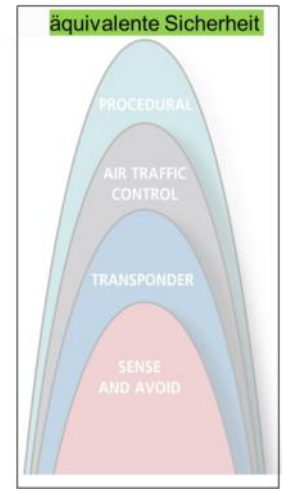 äquivalente Sicherheit
PROCEDURAL
AIR TRAFFIC
CONTROL
TRANSPONDER
SENSE
AND AVOID